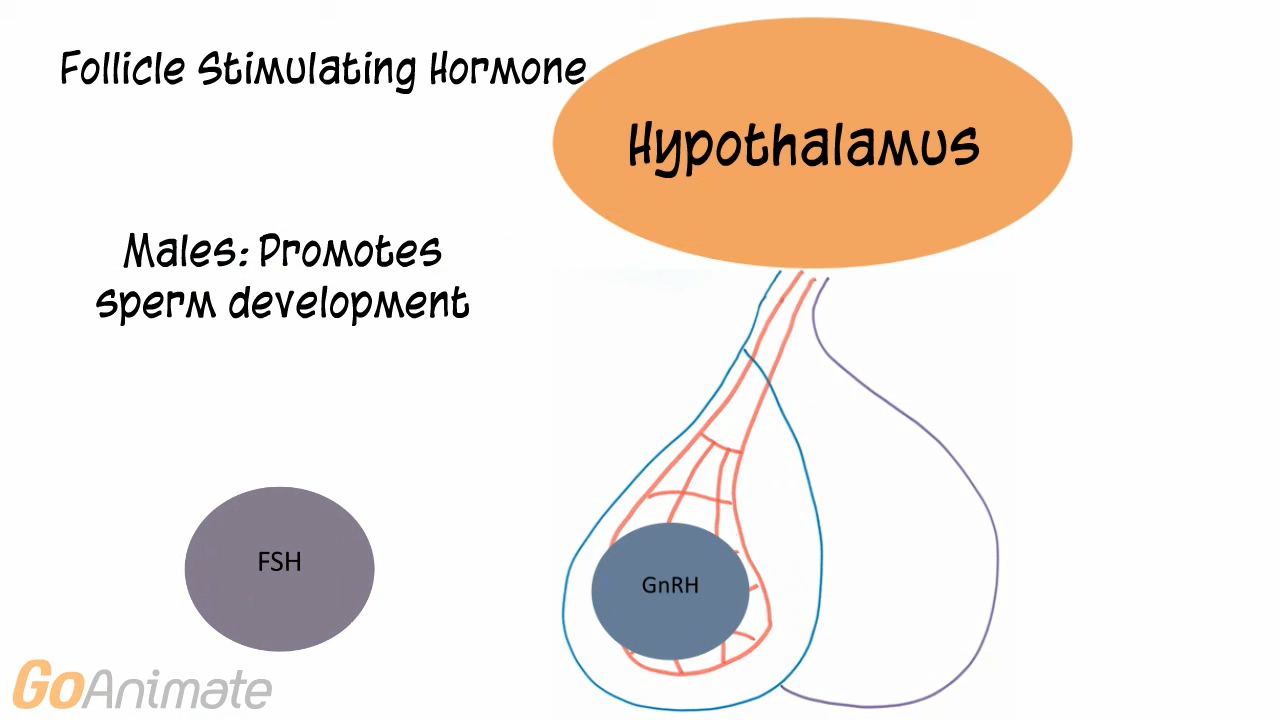 Follicle Stimulating Hormone
Hypothalamus
Males: Promotes
sperm development
FSH
GnRH
GoAnimate